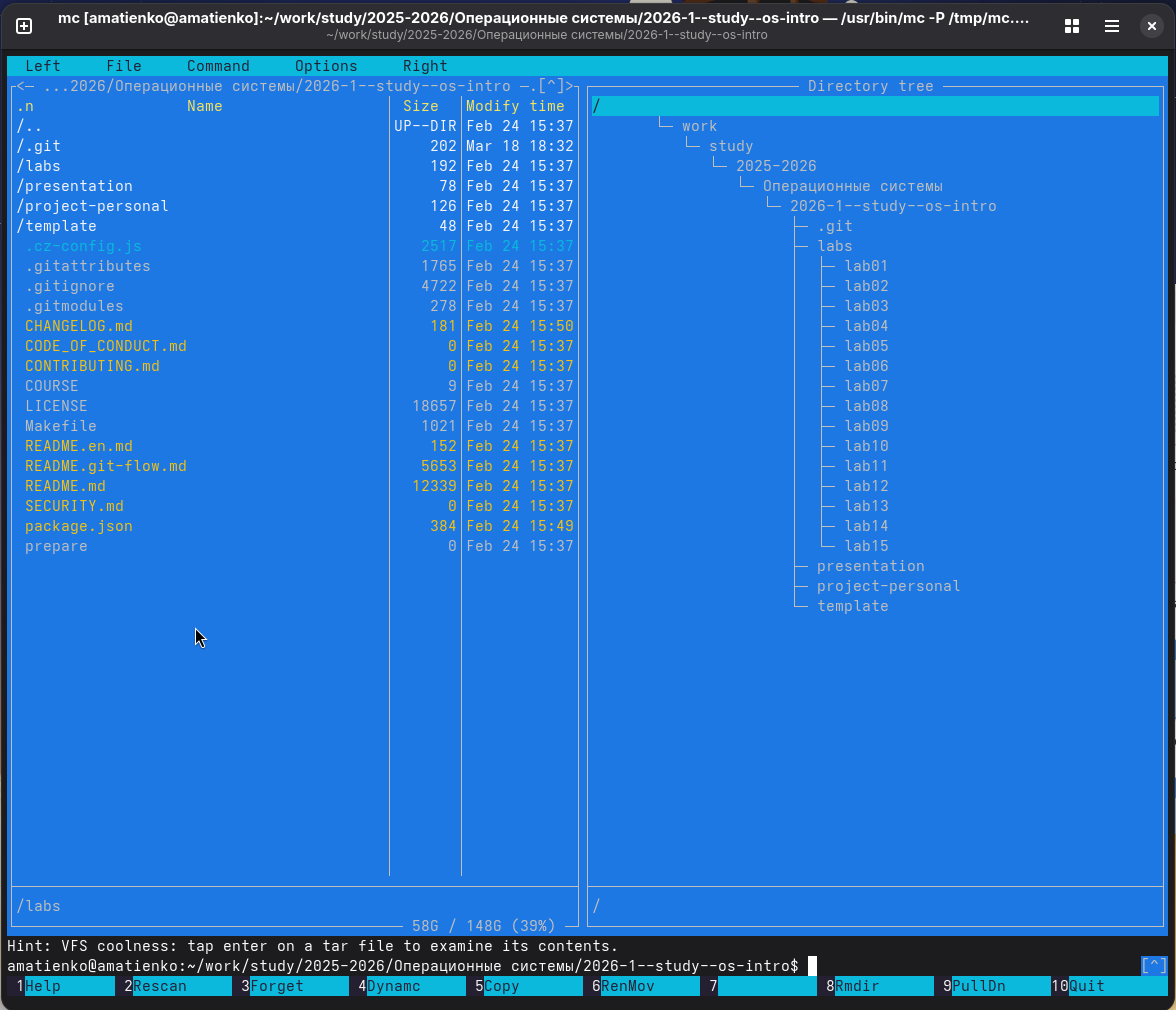 mc [amatienko@amatienko]:~/work/study/2025-2026/Операционные системы/2026-1--study--os-intro — /usr/bin/mc -P /tmp/mc....
~/work/study/2025-2026/Операционные системы/2026-1--study--os-intro
Left File Command Options Right
<— ...2026/Операционные системы/2026-1--study--os-intro —.[^]>
.n Name Size Modify time
/.. UP--DIR Feb 24 15:37
/.git 202 Mar 18 18:32
/labs 192 Feb 24 15:37
/presentation 78 Feb 24 15:37
/project-personal 126 Feb 24 15:37
/template 48 Feb 24 15:37
.cz-config.js 2517 Feb 24 15:37
.gitattributes 1765 Feb 24 15:37
.gitignore 4722 Feb 24 15:37
.gitmodules 278 Feb 24 15:37
CHANGELOG.md 181 Feb 24 15:50
CODE_OF_CONDUCT.md 0 Feb 24 15:37
CONTRIBUTING.md 0 Feb 24 15:37
COURSE 9 Feb 24 15:37
LICENSE 18657 Feb 24 15:37
Makefile 1021 Feb 24 15:37
README.en.md 152 Feb 24 15:37
README.git-flow.md 5653 Feb 24 15:37
README.md 12339 Feb 24 15:37
SECURITY.md 0 Feb 24 15:37
package.json 384 Feb 24 15:49
prepare 0 Feb 24 15:37
/labs
58G / 148G (39%)
Directory tree
/
work
study
2025-2026
Операционные системы
2026-1--study--os-intro
.git
labs
lab01
lab02
lab03
lab04
lab05
lab06
lab07
lab08
lab09
lab10
lab11
lab12
lab13
lab14
lab15
presentation
project-personal
template
/
Hint: VFS coolness: tap enter on a tar file to examine its contents.
amatienko@amatienko:~/work/study/2025-2026/Операционные системы/2026-1--study--os-intro$ [^]
1Help 2Rescan 3Forget 4Dynamc 5Copy 6RenMov 7 8Rmdir 9PullDn 10Quit